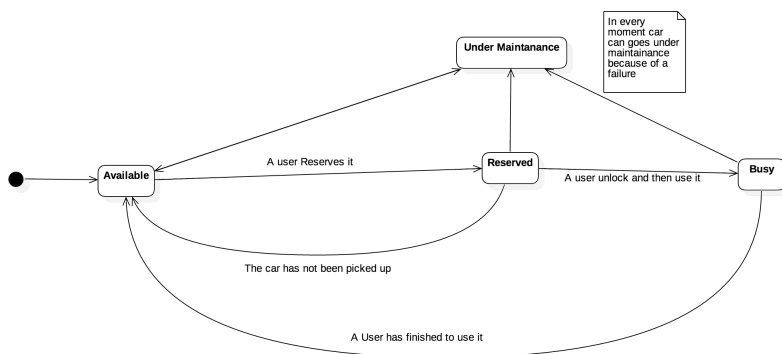 In every
moment car
can goes under
maintainance
because of a
failure
Under Maintanance
A user Reserves it
Reserved
Available
Busy
A user unlock and then use it
The car has not been picked up
A User has finished to use it